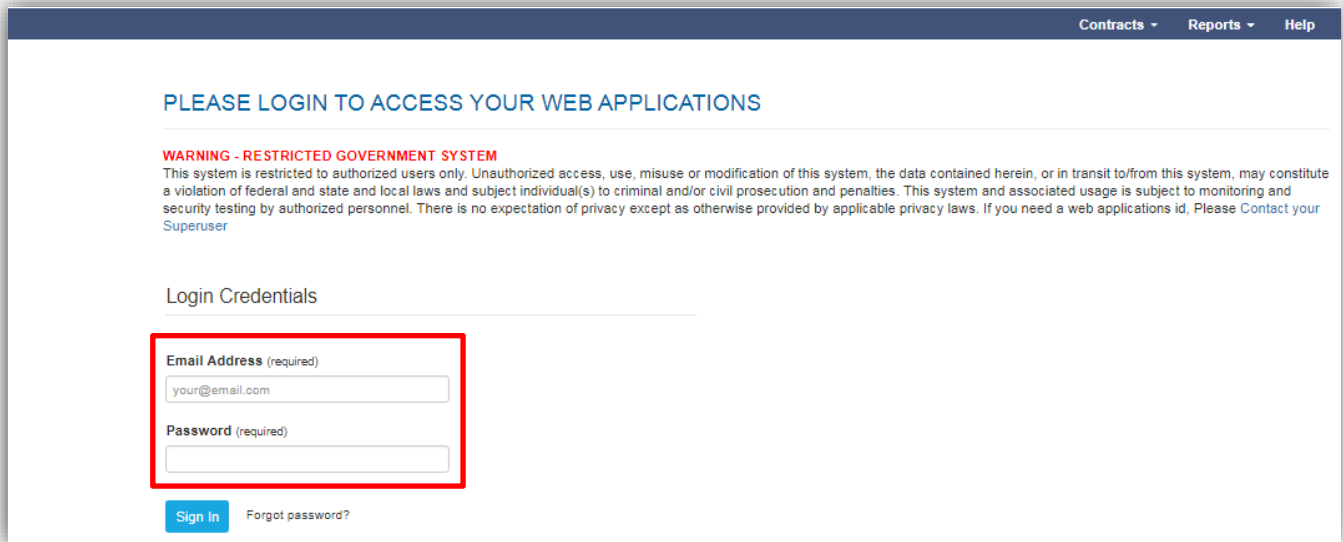 Contracts Reports Help
PLEASE LOGIN TO ACCESS YOUR WEB APPLICATIONS
WARNING - RESTRICTED GOVERNMENT SYSTEM
This system is restricted to authorized users only. Unauthorized access, use, misuse or modification of this system, the data contained herein, or in transit to/from this system, may constitute
a violation of federal and state and local laws and subject individual(s) to criminal and/or civil prosecution and penalties. This system and associated usage is subject to monitoring and
security testing by authorized personnel. There is no expectation of privacy except as otherwise provided by applicable privacy laws. If you need a web applications id, Please Contact your
Superuser
Login Credentials
Email Address (required)
your@email.com
Password (required)
Sign In Forgot password?